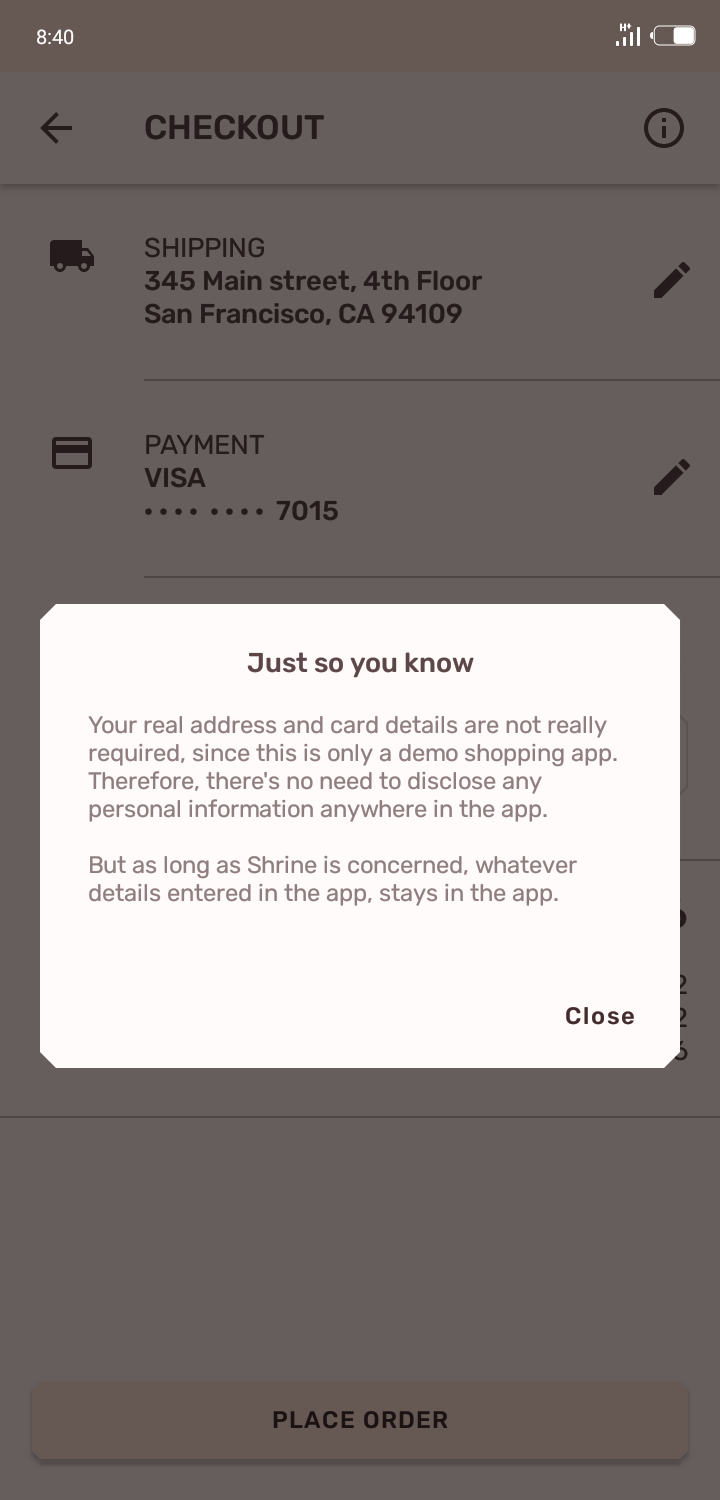 8:40
H+
CHECKOUT
SHIPPING
345 Main street, 4th Floor
San Francisco, CA 94109
PAYMENT
VISA
•••• •••• 7015
Just so you know
Your real address and card details are not really
required, since this is only a demo shopping app.
Therefore, there's no need to disclose any
personal information anywhere in the app.
But as long as Shrine is concerned, whatever
details entered in the app, stays in the app.
Close
PLACE ORDER